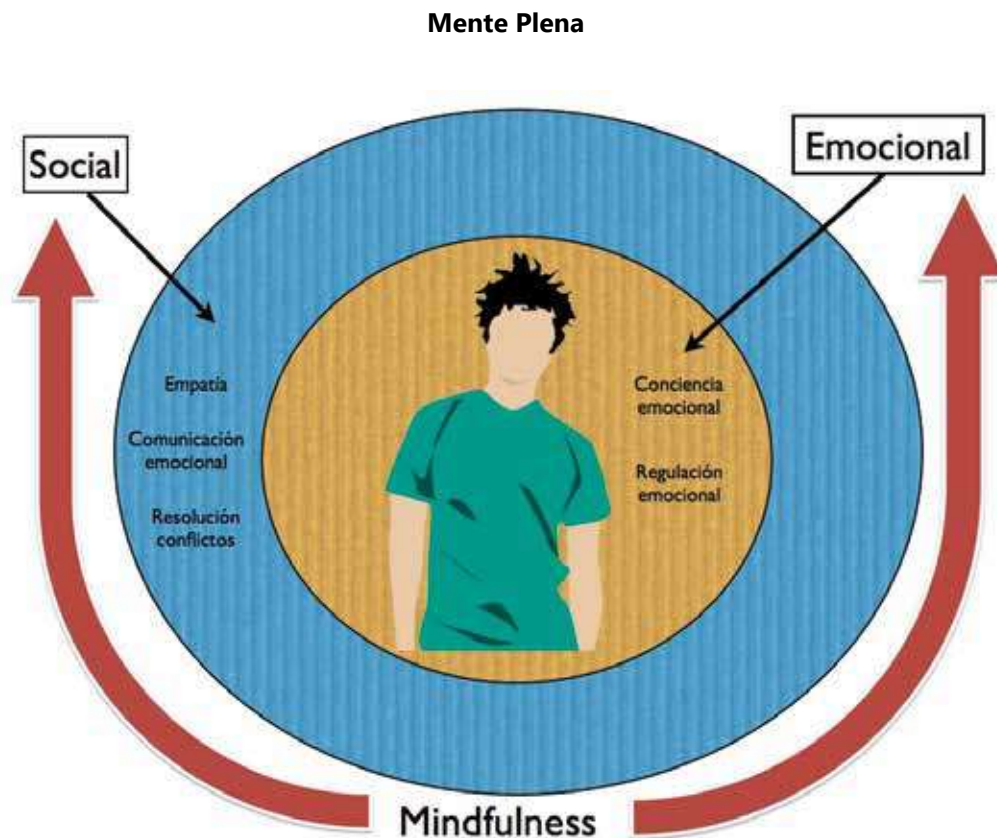 Mente Plena
Social
Emocional
Empatía
Comunicación
emocional
Resolución
conflictos
Conciencia
emocional
Regulación
emocional
Mindfulness